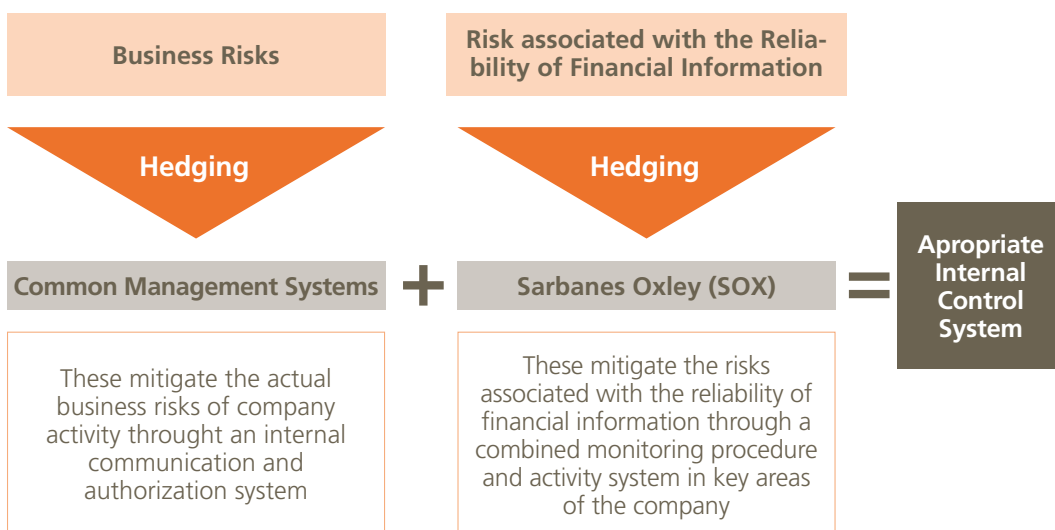 Business Risks
Risk associated with the Relia-
bility of Financial Information
Hedging
Hedging
Common Management Systems
+
Sarbanes Oxley (SOX)
=
Apropriate
Internal
Control
System
These mitigate the actual
business risks of company
activity throught an internal
communication and
authorization system
These mitigate the risks
associated with the reliability of
financial information through a
combined monitoring procedure
and activity system in key areas
of the company